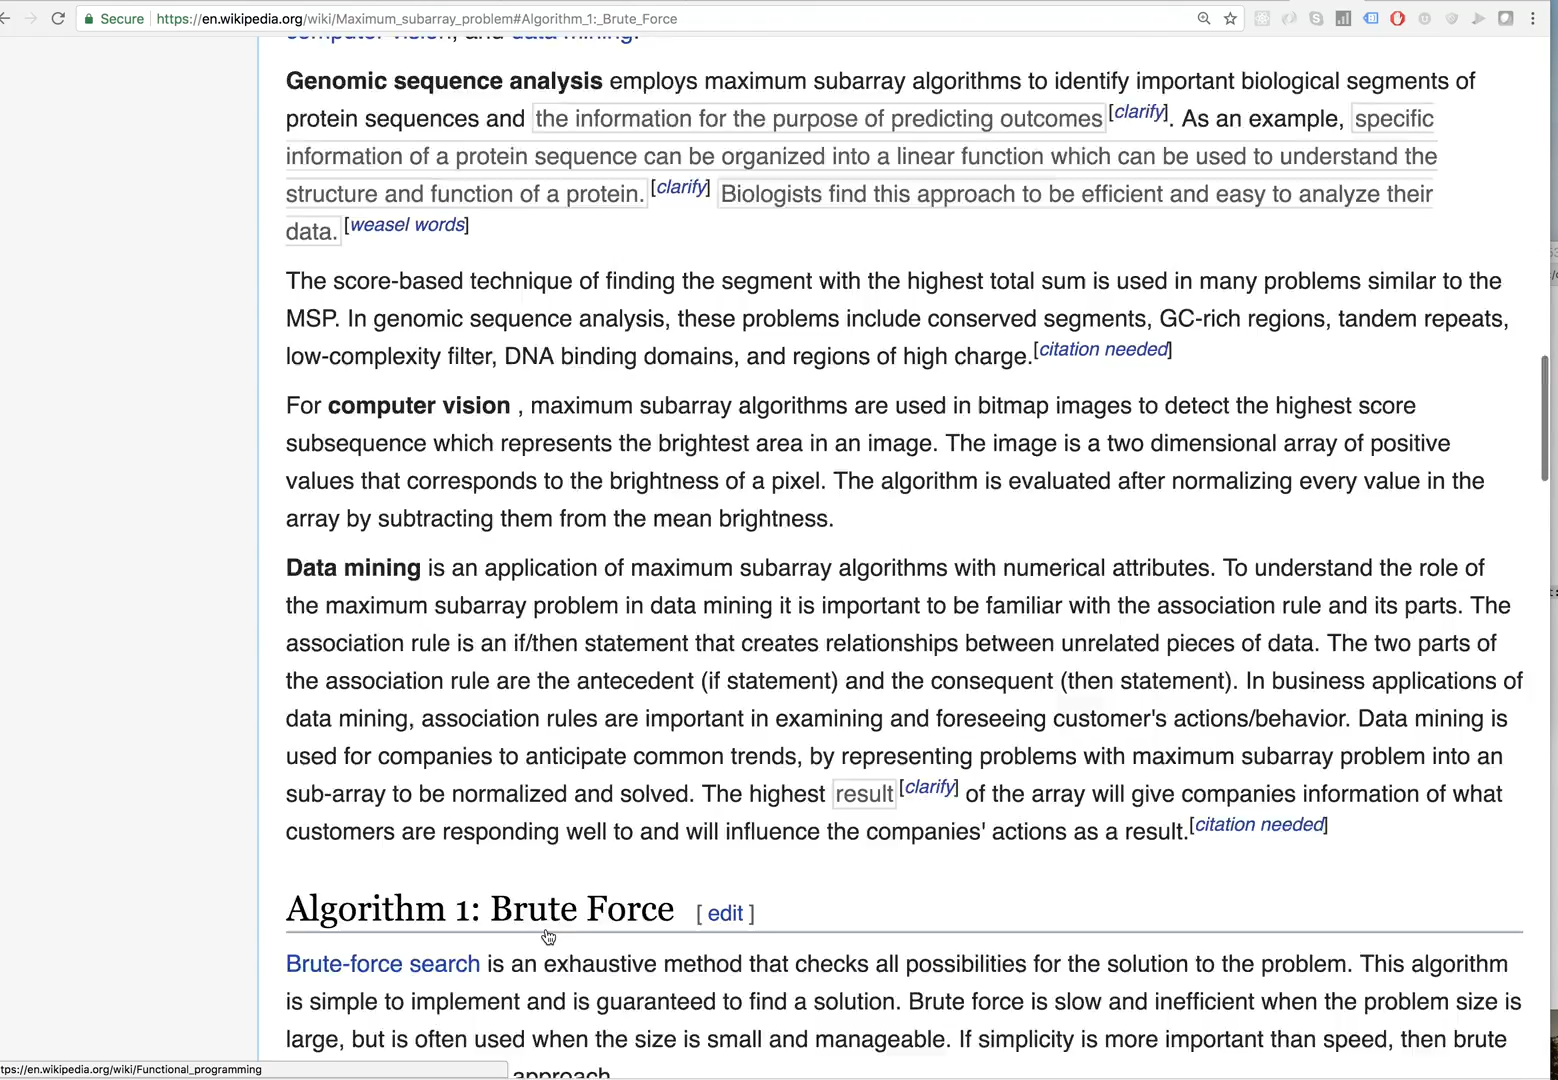 Secure https://en.wikipedia.org/wiki/Maximum_subarray_problem#Algorithm_1:_Brute_Force
computer vision, and data mining.
Genomic sequence analysis employs maximum subarray algorithms to identify important biological segments of
protein sequences and the information for the purpose of predicting outcomes[clarify]. As an example, specific
information of a protein sequence can be organized into a linear function which can be used to understand the
structure and function of a protein.[clarify] Biologists find this approach to be efficient and easy to analyze their
data.[weasel words]
The score-based technique of finding the segment with the highest total sum is used in many problems similar to the
MSP. In genomic sequence analysis, these problems include conserved segments, GC-rich regions, tandem repeats,
low-complexity filter, DNA binding domains, and regions of high charge.[citation needed]
For computer vision , maximum subarray algorithms are used in bitmap images to detect the highest score
subsequence which represents the brightest area in an image. The image is a two dimensional array of positive
values that corresponds to the brightness of a pixel. The algorithm is evaluated after normalizing every value in the
array by subtracting them from the mean brightness.
Data mining is an application of maximum subarray algorithms with numerical attributes. To understand the role of
the maximum subarray problem in data mining it is important to be familiar with the association rule and its parts. The
association rule is an if/then statement that creates relationships between unrelated pieces of data. The two parts of
the association rule are the antecedent (if statement) and the consequent (then statement). In business applications of
data mining, association rules are important in examining and foreseeing customer's actions/behavior. Data mining is
used for companies to anticipate common trends, by representing problems with maximum subarray problem into an
sub-array to be normalized and solved. The highest result[clarify] of the array will give companies information of what
customers are responding well to and will influence the companies' actions as a result.[citation needed]
Algorithm 1: Brute Force [ edit ]
Brute-force search is an exhaustive method that checks all possibilities for the solution to the problem. This algorithm
is simple to implement and is guaranteed to find a solution. Brute force is slow and inefficient when the problem size is
large, but is often used when the size is small and manageable. If simplicity is more important than speed, then brute
tps://en.wikipedia.org/wiki/Functional_programming
approach.